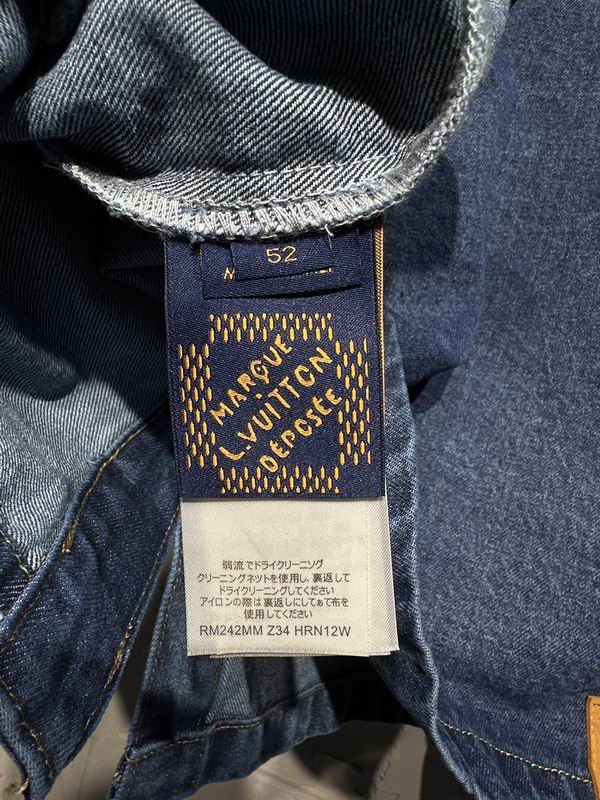 52
MARQUE
L.VUITTON
DÉPOSÉE
弱流でドライクリーニング
クリーニングネットを使用し、裏返して
ドライクリーニングしてください
アイロンの際は裏返しにしてあて布を
使用してください
RM242MM Z34 HRN12W